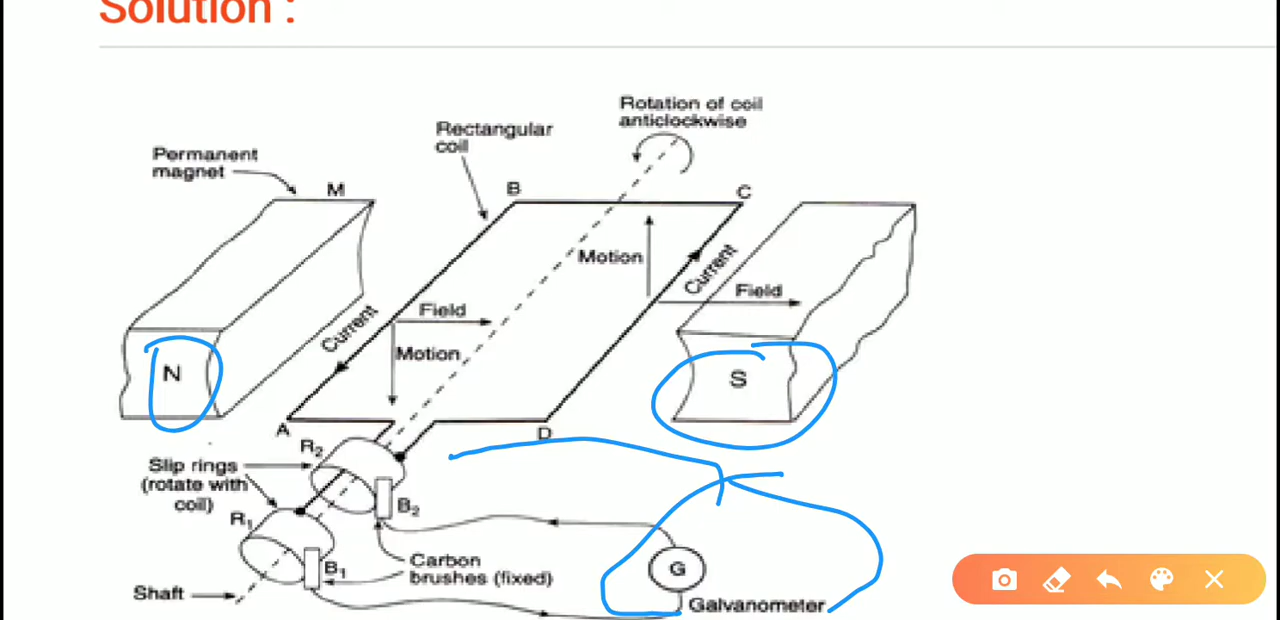 Solution :
Rotation of coil
anticlockwise
Rectangular
coil
Permanent
magnet
M
B
C
Motion
Current
Field
Field
Current
Motion
N
S
A
D
R2
Slip rings
(rotate with
coil)
R1
B2
Carbon
brushes (fixed)
B1
G
Shaft
Galvanometer